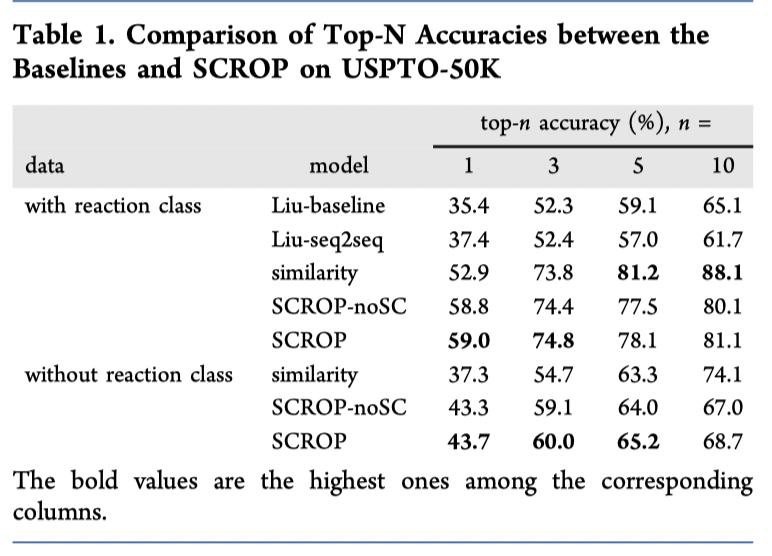 Table 1. Comparison of Top-N Accuracies between the
Baselines and SCROP on USPTO-50K
top-n accuracy (%), n =
data model 1 3 5 10
with reaction class Liu-baseline 35.4 52.3 59.1 65.1
Liu-seq2seq 37.4 52.4 57.0 61.7
similarity 52.9 73.8 81.2 88.1
SCROP-noSC 58.8 74.4 77.5 80.1
SCROP 59.0 74.8 78.1 81.1
without reaction class similarity 37.3 54.7 63.3 74.1
SCROP-noSC 43.3 59.1 64.0 67.0
SCROP 43.7 60.0 65.2 68.7
The bold values are the highest ones among the corresponding
columns.